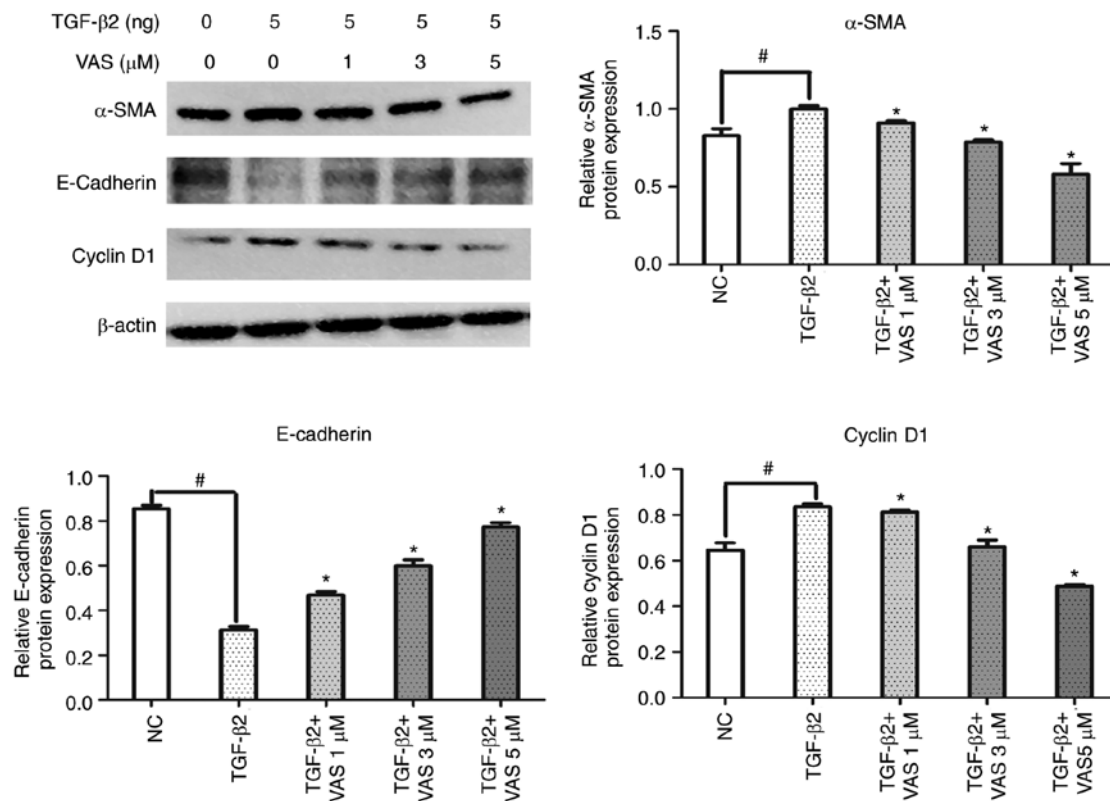 TGF-β2 (ng) 0 5 5 5 5
VAS (μM) 0 0 1 3 5
α-SMA
E-Cadherin
Cyclin D1
β-actin
α-SMA
Relative α-SMA
protein expression
1.5
1.0
0.5
0.0
#
*
*
*
NC
TGF-β2
TGF-β2+
VAS 1 μM
TGF-β2+
VAS 3 μM
TGF-β2+
VAS 5 μM
E-cadherin
Relative E-cadherin
protein expression
1.0
0.8
0.6
0.4
0.2
0.0
#
*
*
*
NC
TGF-β2
TGF-β2+
VAS 1 μM
TGF-β2+
VAS 3 μM
TGF-β2+
VAS 5 μM
Cyclin D1
Relative cyclin D1
protein expression
1.0
0.8
0.6
0.4
0.2
0.0
#
*
*
*
NC
TGF-β2
TGF-β2+
VAS 1 μM
TGF-β2+
VAS 3 μM
TGF-β2+
VAS5 μM